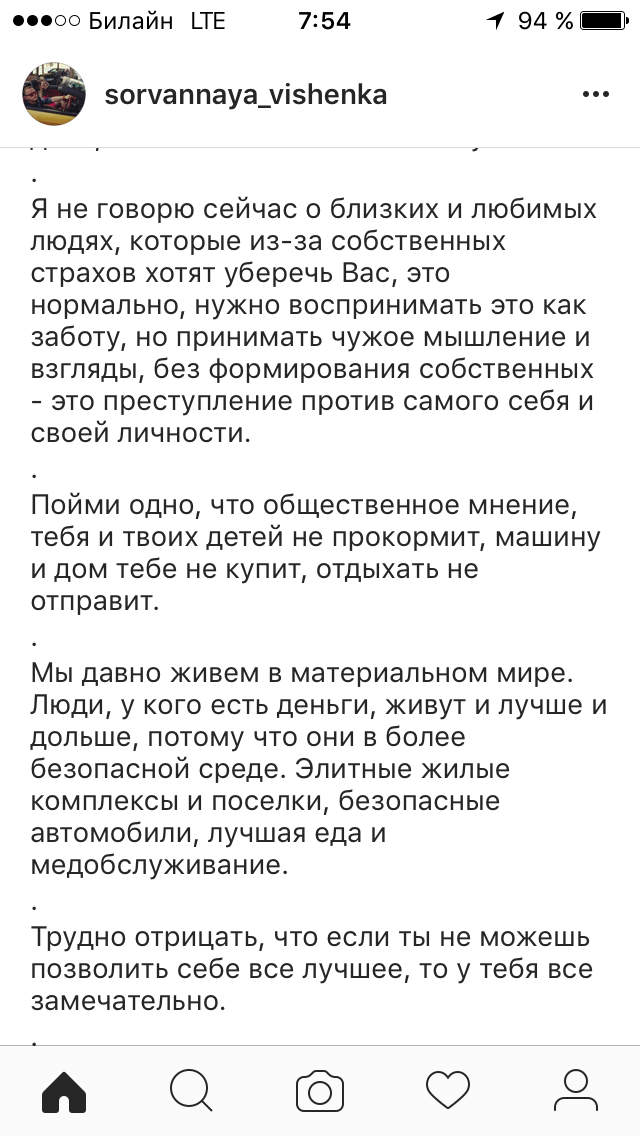 Билайн LTE 7:54 94 %
sorvannaya_vishenka
.
Я не говорю сейчас о близких и любимых
людях, которые из-за собственных
страхов хотят уберечь Вас, это
нормально, нужно воспринимать это как
заботу, но принимать чужое мышление и
взгляды, без формирования собственных
- это преступление против самого себя и
своей личности.
.
Пойми одно, что общественное мнение,
тебя и твоих детей не прокормит, машину
и дом тебе не купит, отдыхать не
отправит.
.
Мы давно живем в материальном мире.
Люди, у кого есть деньги, живут и лучше и
дольше, потому что они в более
безопасной среде. Элитные жилые
комплексы и поселки, безопасные
автомобили, лучшая еда и
медобслуживание.
.
Трудно отрицать, что если ты не можешь
позволить себе все лучшее, то у тебя все
замечательно.
.